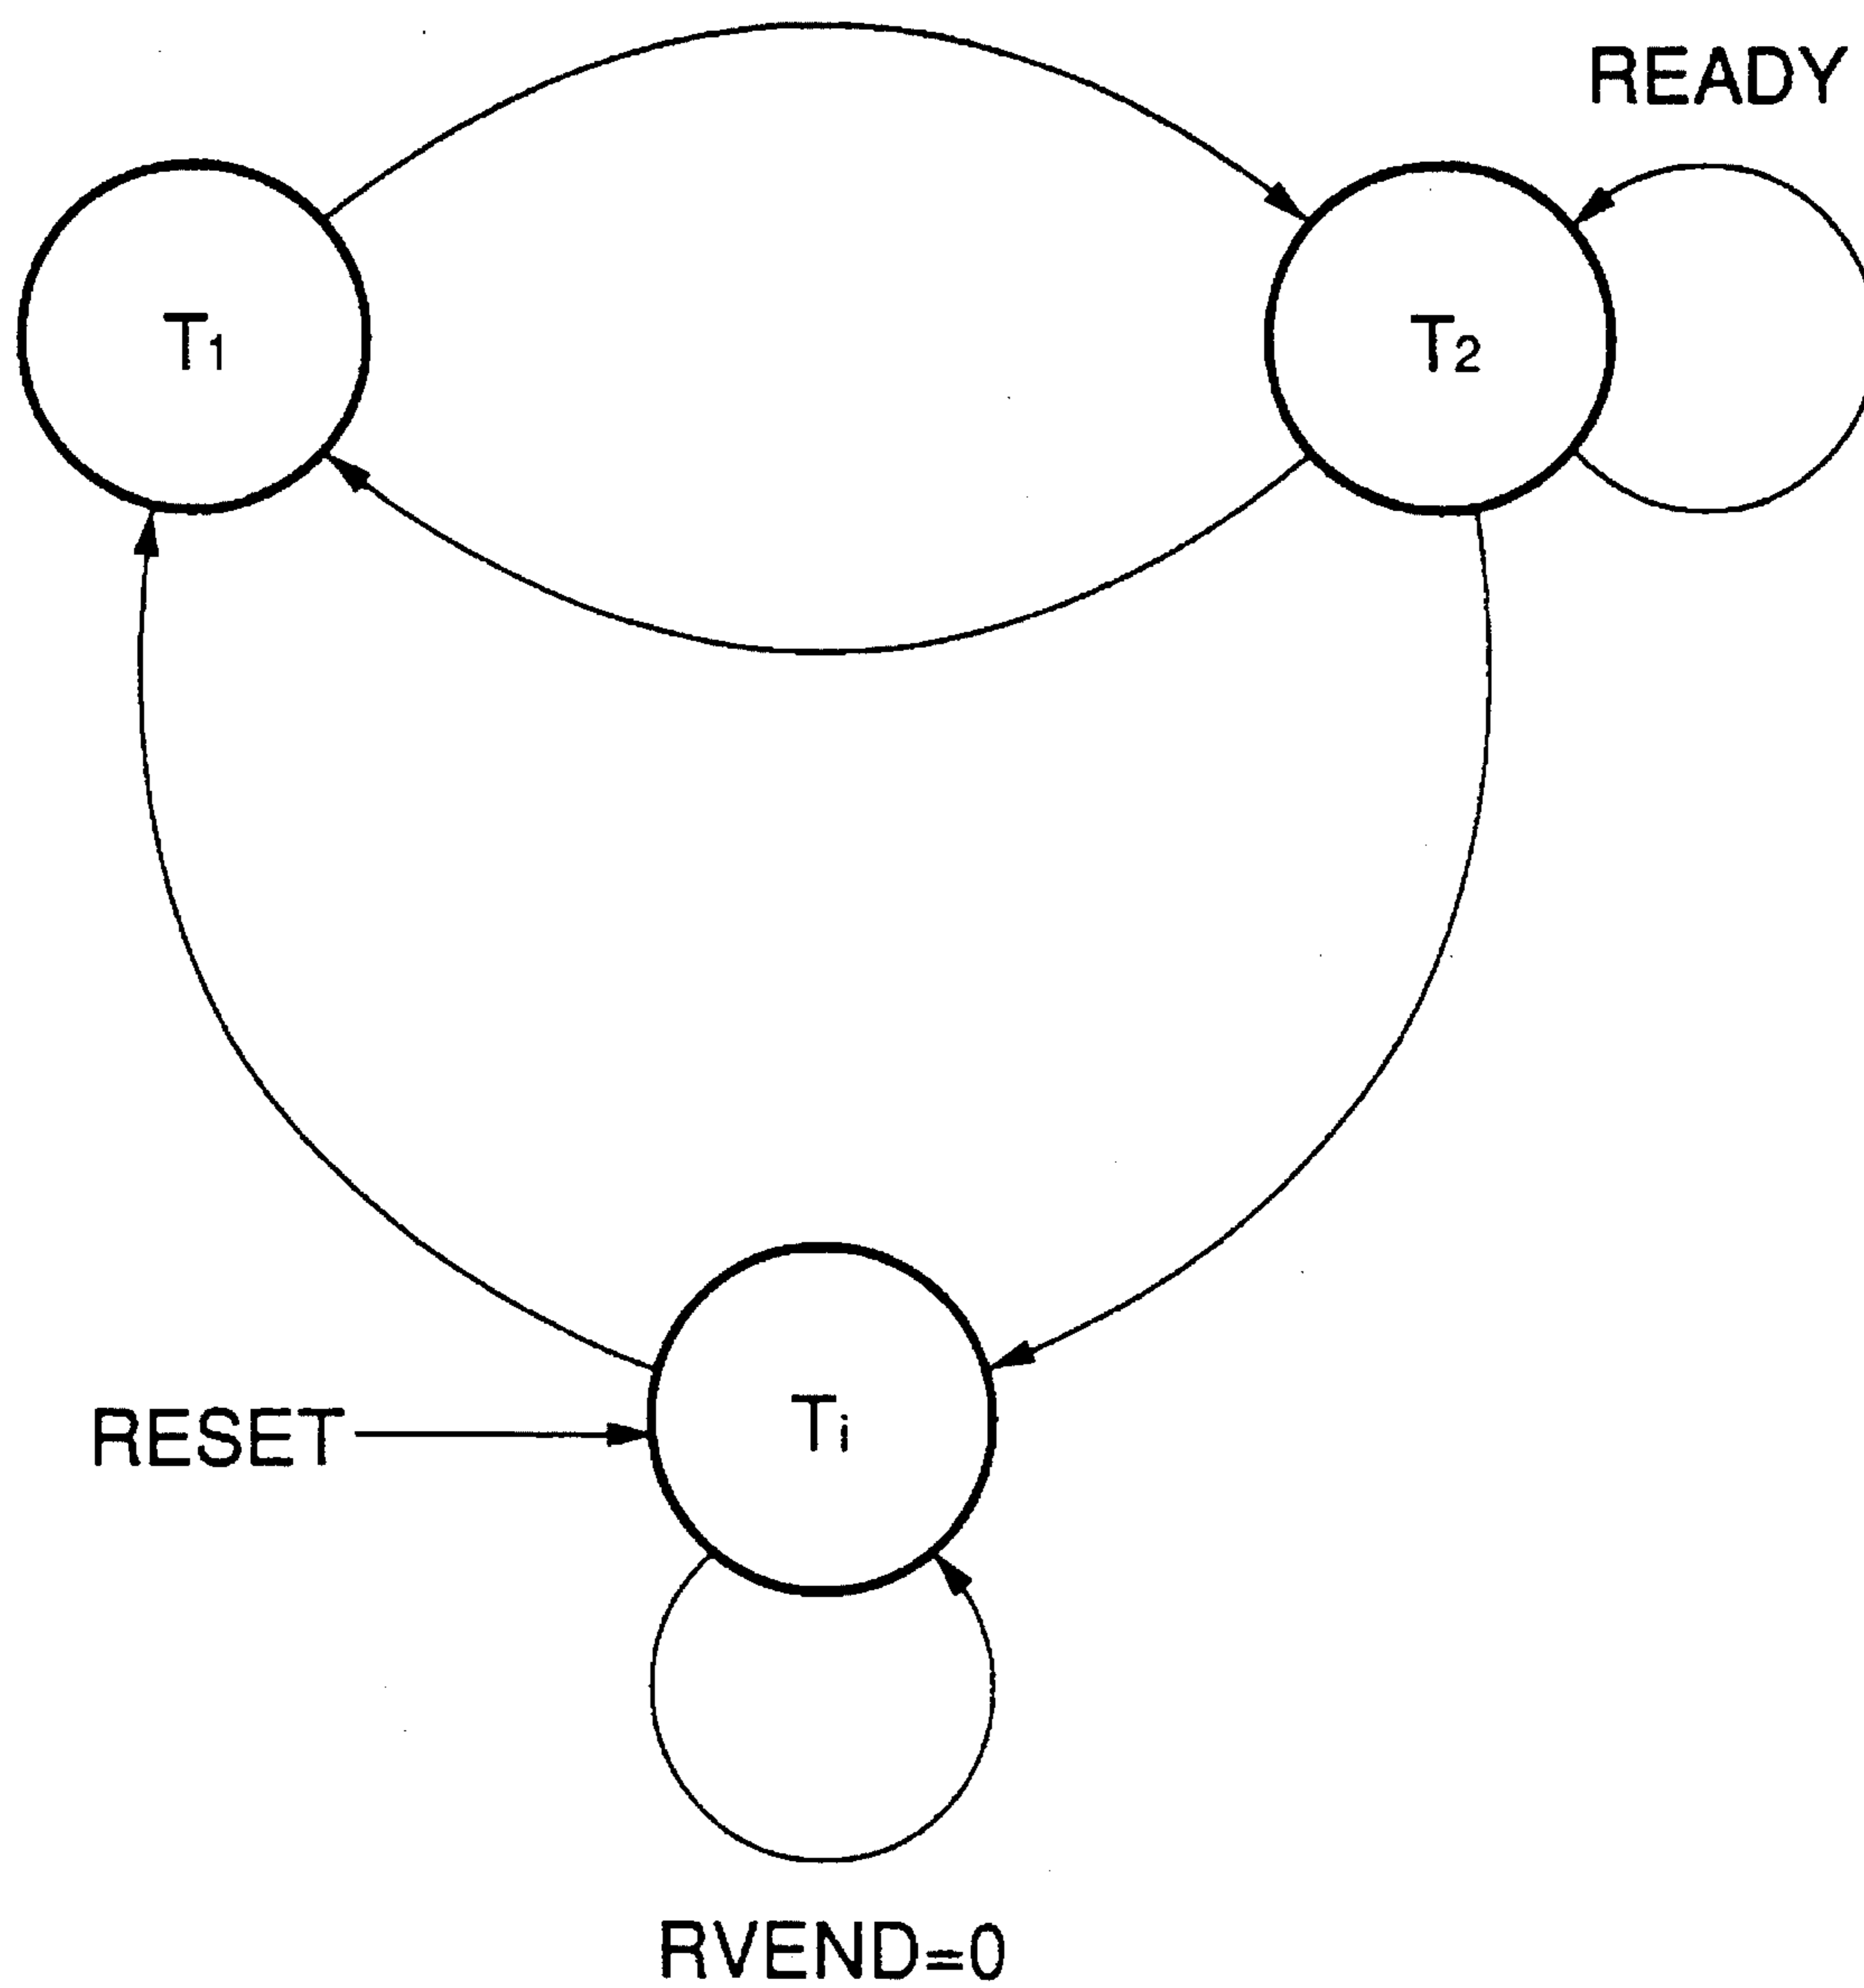 READY
T₁
T₂
Tᵢ
RESET
RVEND=0